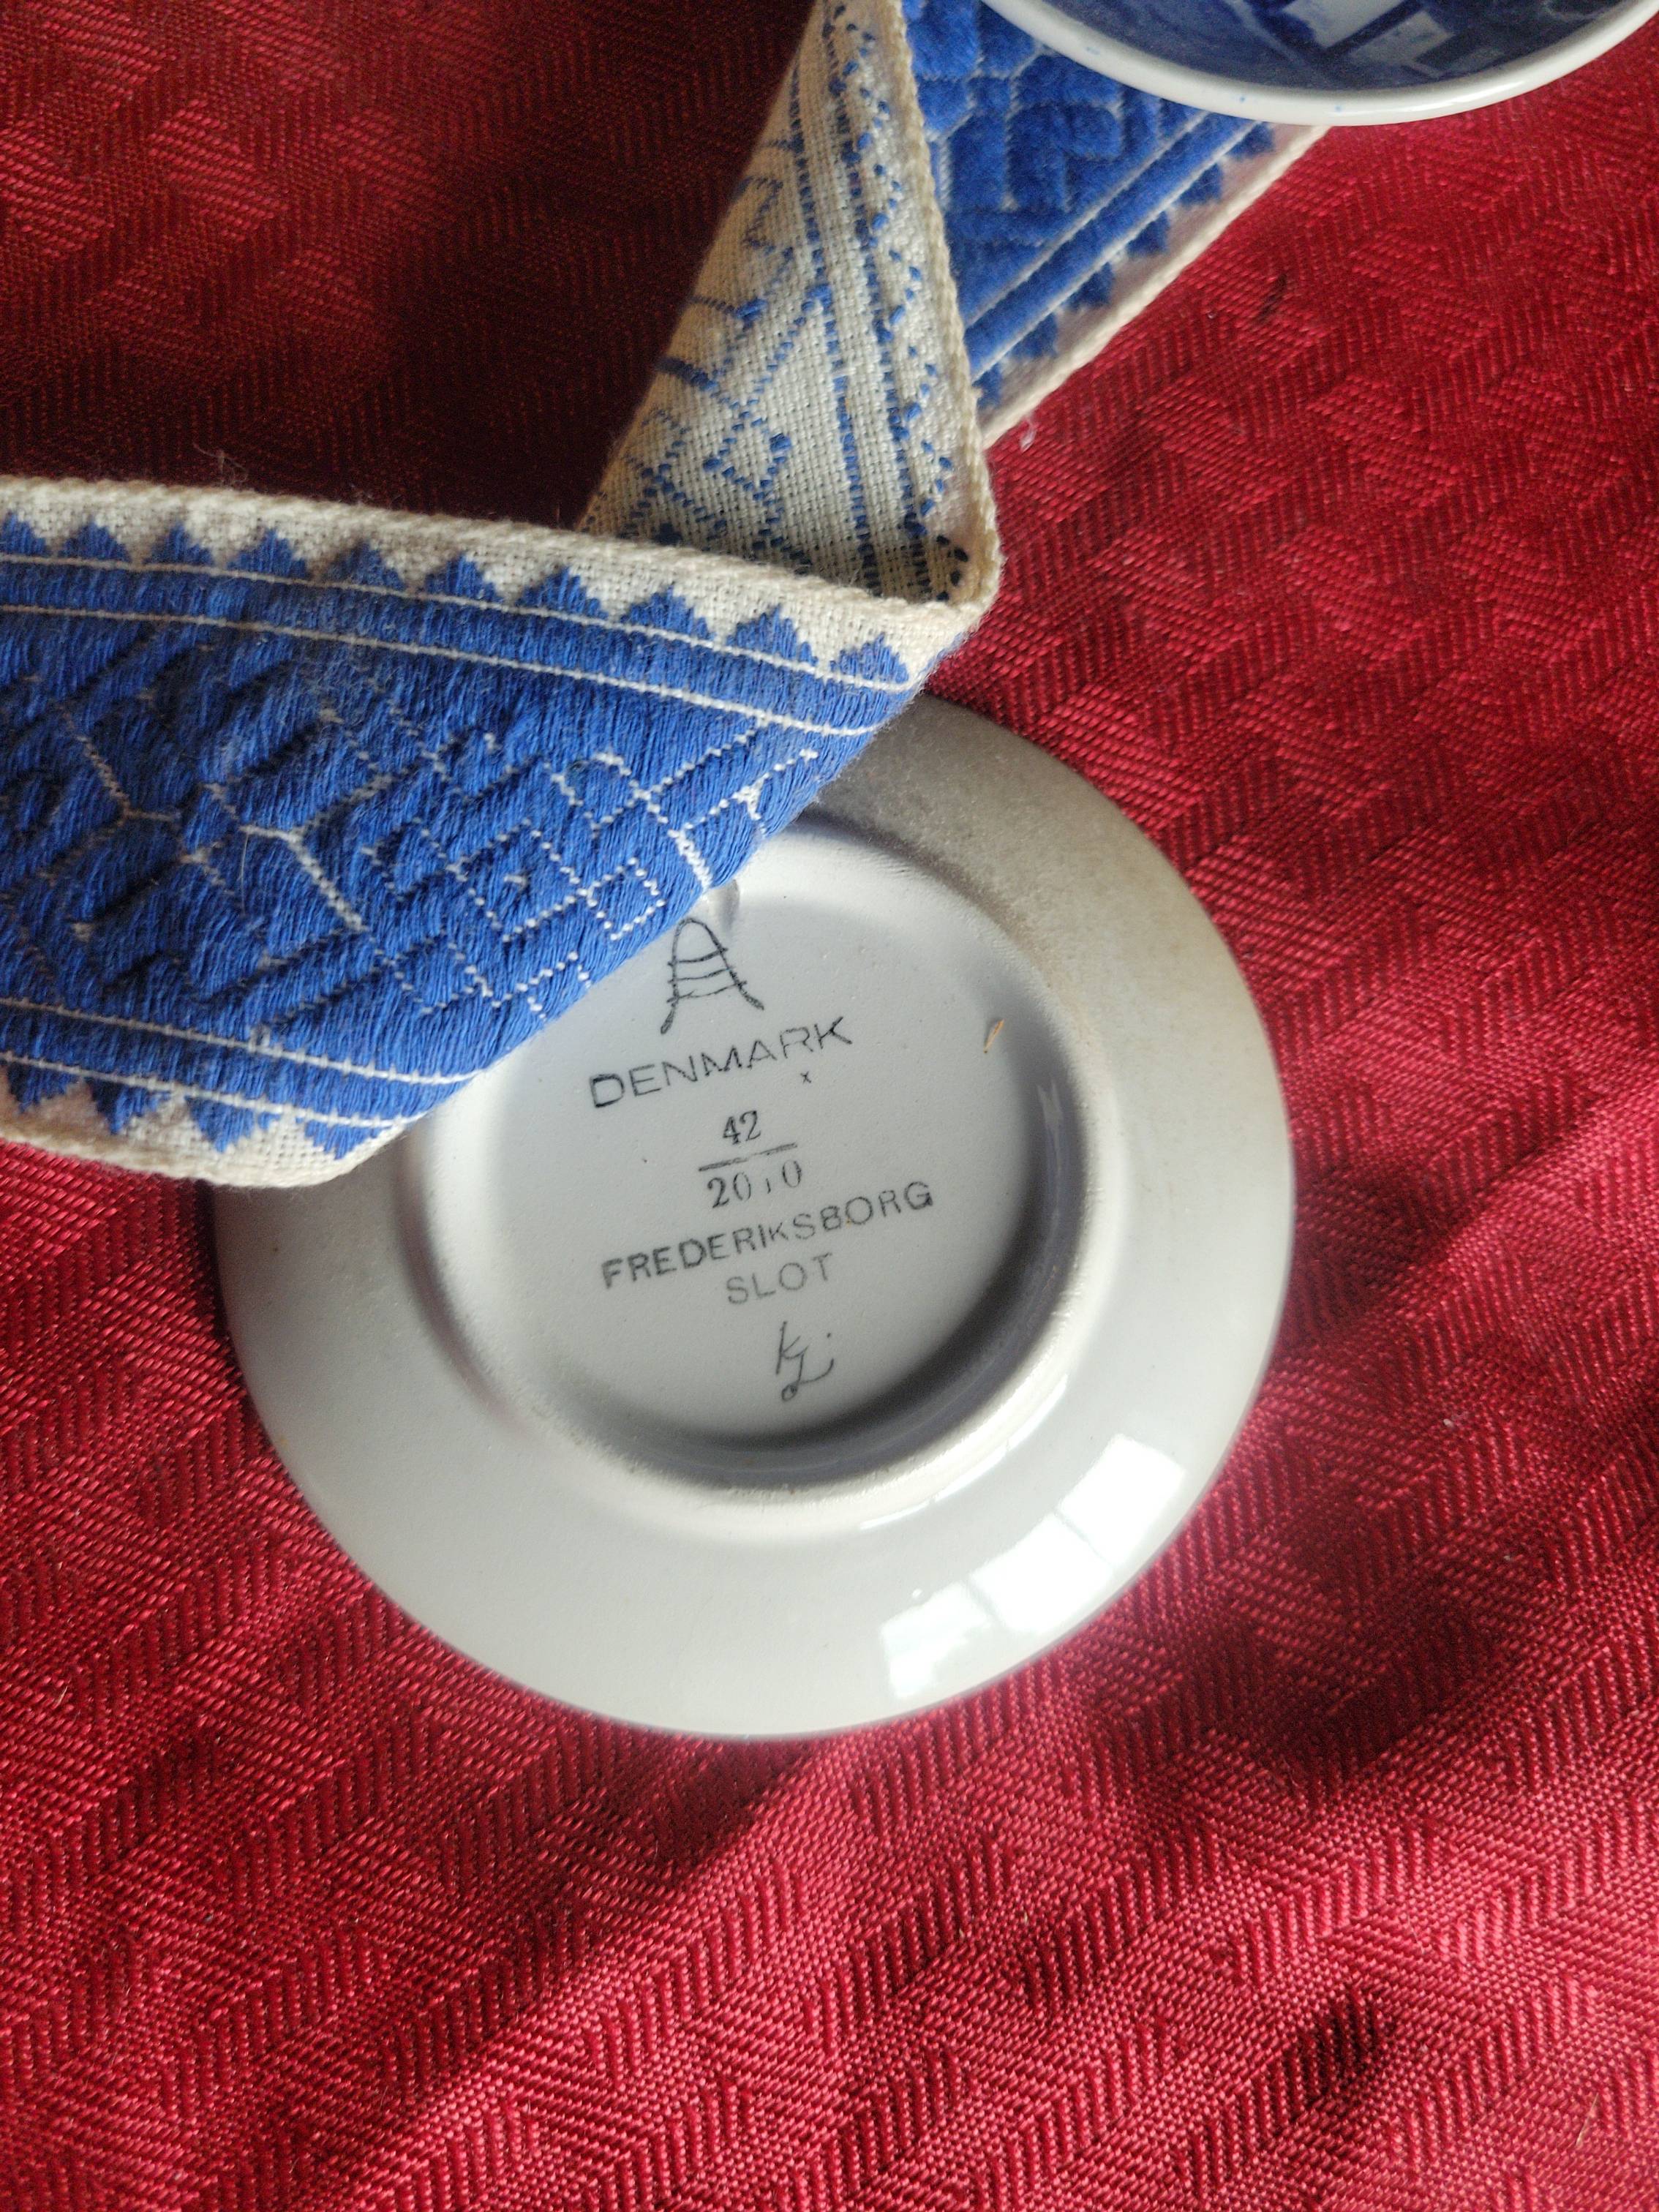 DENMARK
x
42
2010
FREDERIKSBORG
SLOT